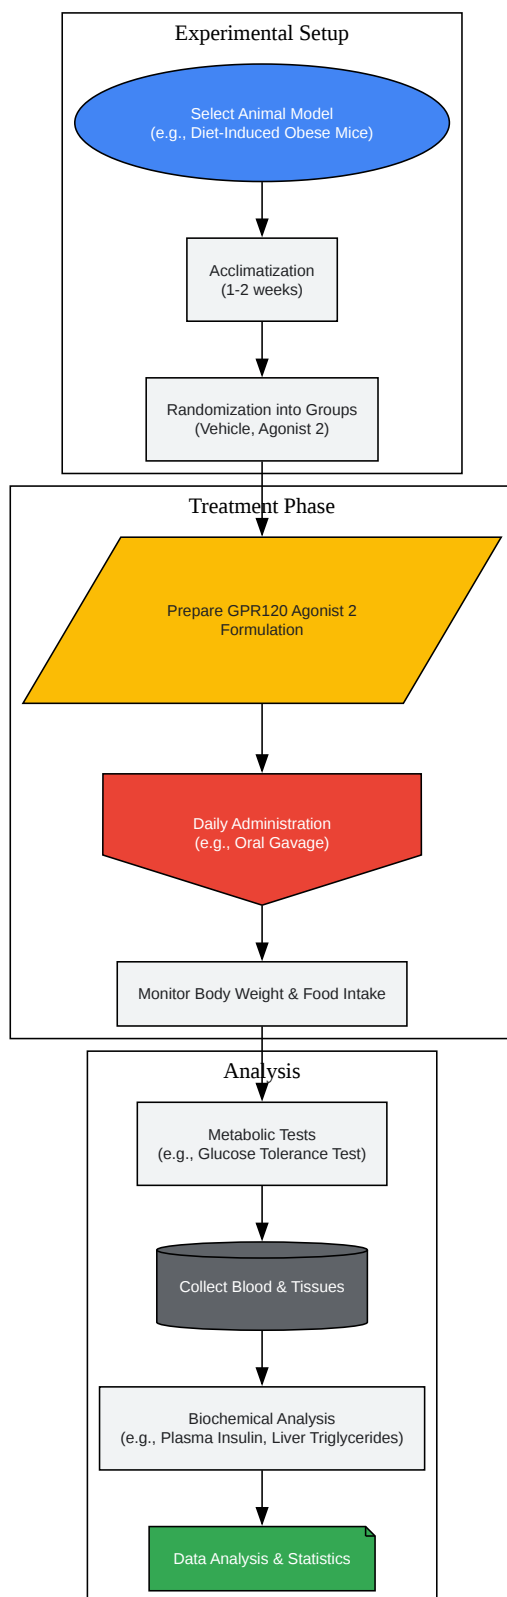 Experimental Setup
Select Animal Model
(e.g., Diet-Induced Obese Mice)
Acclimatization
(1-2 weeks)
Randomization into Groups
(Vehicle, Agonist 2)
Treatment Phase
Prepare GPR120 Agonist 2
Formulation
Daily Administration
(e.g., Oral Gavage)
Monitor Body Weight & Food Intake
Analysis
Metabolic Tests
(e.g., Glucose Tolerance Test)
Collect Blood & Tissues
Biochemical Analysis
(e.g., Plasma Insulin, Liver Triglycerides)
Data Analysis & Statistics